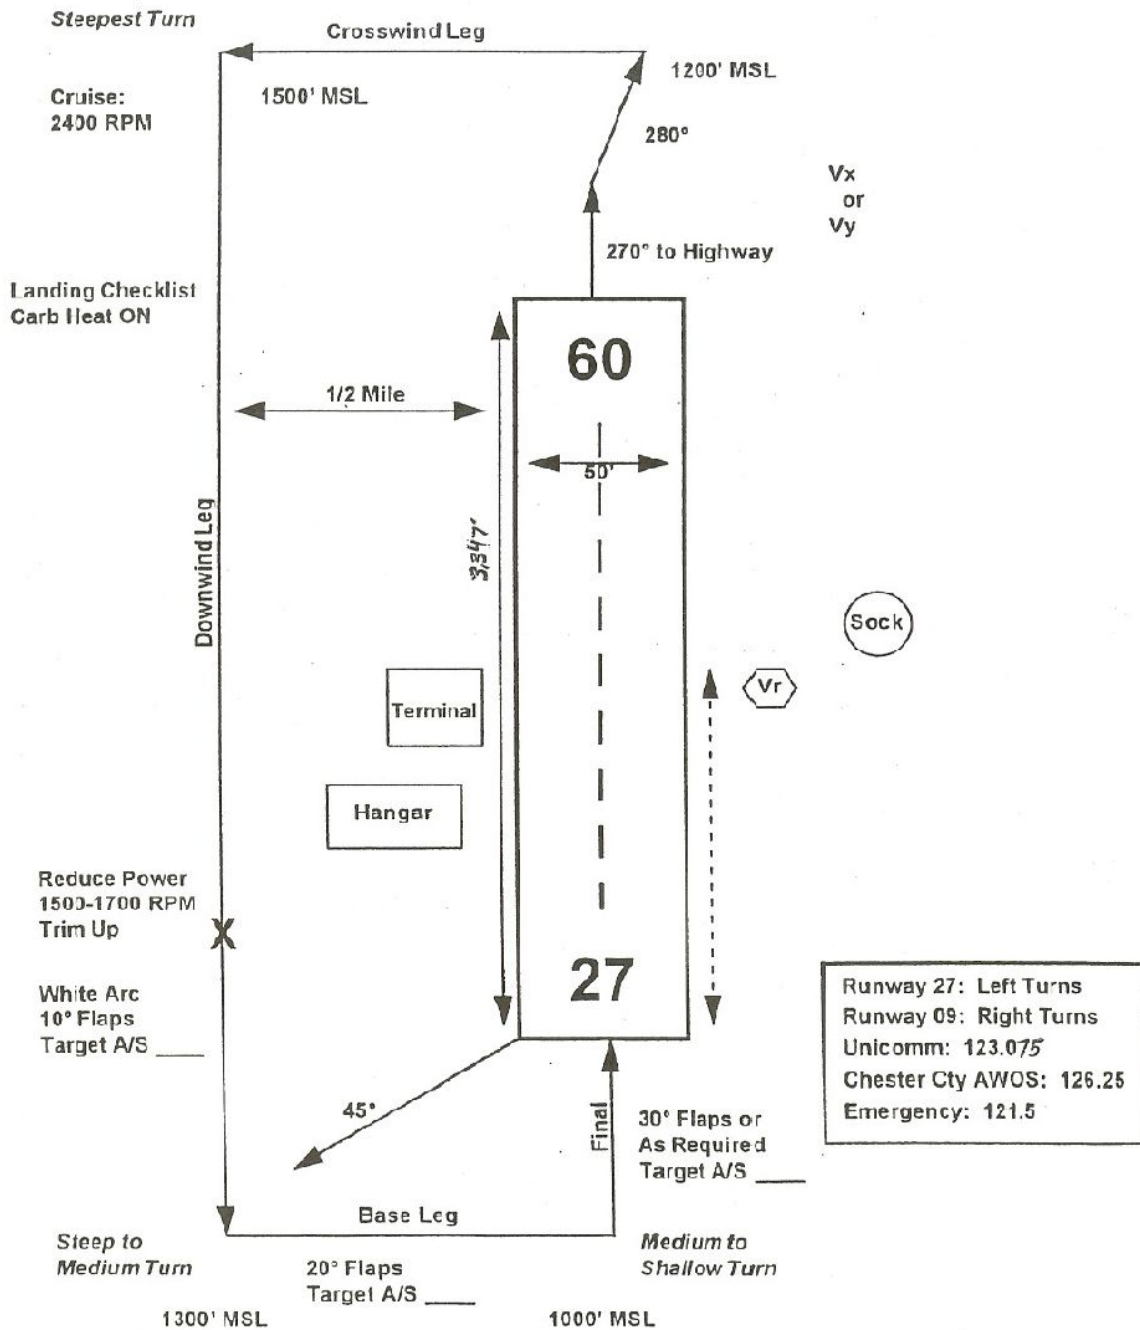 Steepest Turn
Crosswind Leg
1200' MSL
1500' MSL
Cruise:
2400 RPM
280°
Vx
or
Vy
270° to Highway
Landing Checklist
Carb Heat ON
60
1/2 Mile
50'
Downwind Leg
3,347'
Sock
Vr
Terminal
Hangar
Reduce Power
1500-1700 RPM
Trim Up
X
27
White Arc
10° Flaps
Target A/S ____
Runway 27: Left Turns
Runway 09: Right Turns
Unicomm: 123.075
Chester Cty AWOS: 126.25
Emergency: 121.5
45°
Final
30° Flaps or
As Required
Target A/S ____
Base Leg
Steep to
Medium Turn
Medium to
Shallow Turn
20° Flaps
Target A/S ____
1300' MSL
1000' MSL